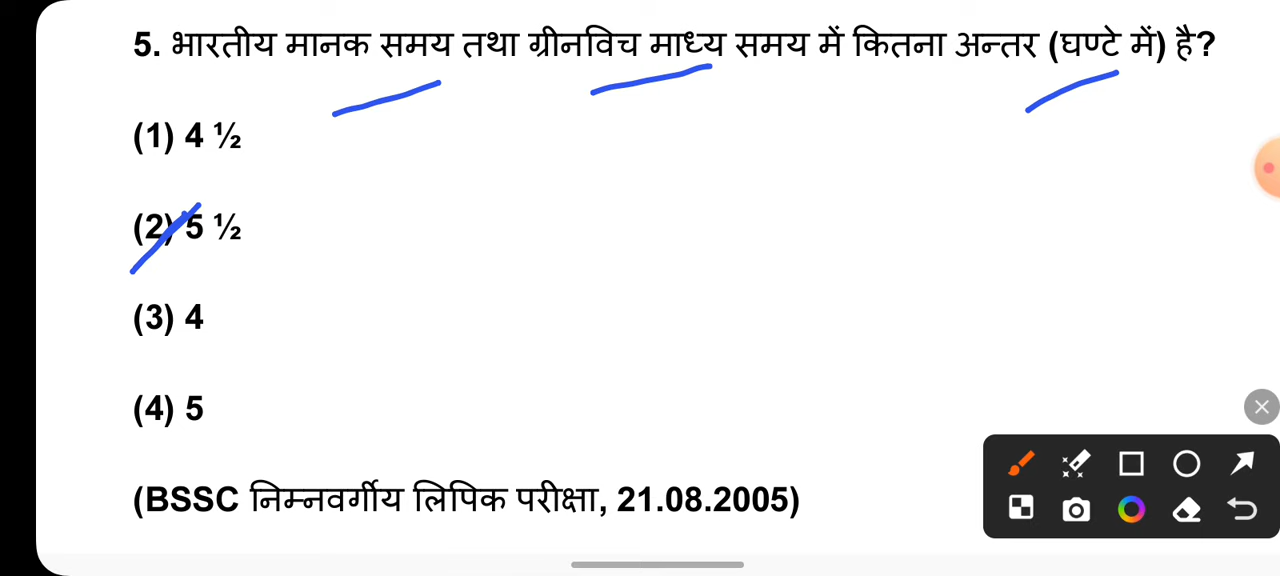 5. भारतीय मानक समय तथा ग्रीनविच माध्य समय में कितना अन्तर (घण्टे में) है?
(1) 4 ½
(2) 5 ½
(3) 4
(4) 5
(BSSC निम्नवर्गीय लिपिक परीक्षा, 21.08.2005)